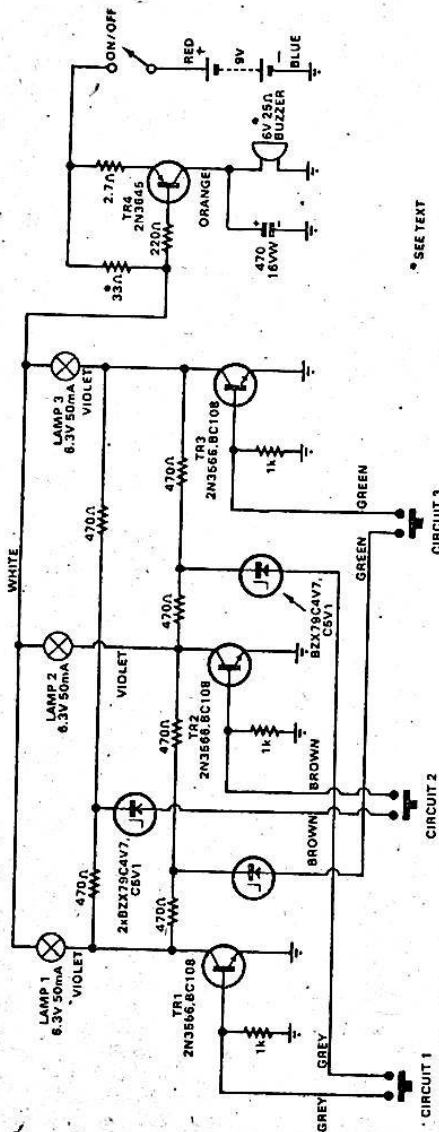 ON/OFF
RED
+
9V
−
BLUE
*
6V 25Ω
BUZZER
2.7Ω
TR4
2N3645
ORANGE
220Ω
33Ω
*
+
−
470
16VW
* SEE TEXT
WHITE
LAMP 3
6.3V 50mA
VIOLET
470Ω
470Ω
TR3
2N3566,BC108
1k
GREEN
GREEN
CIRCUIT 3
470Ω
BZX79C4V7,
C5V1
LAMP 2
6.3V 50mA
VIOLET
470Ω
TR2
2N3566,BC108
1k
BROWN
BROWN
CIRCUIT 2
470Ω
2xBZX79C4V7,
C5V1
470Ω
LAMP 1
6.3V 50mA
VIOLET
TR1
2N3566,BC108
1k
GREY
GREY
CIRCUIT 1